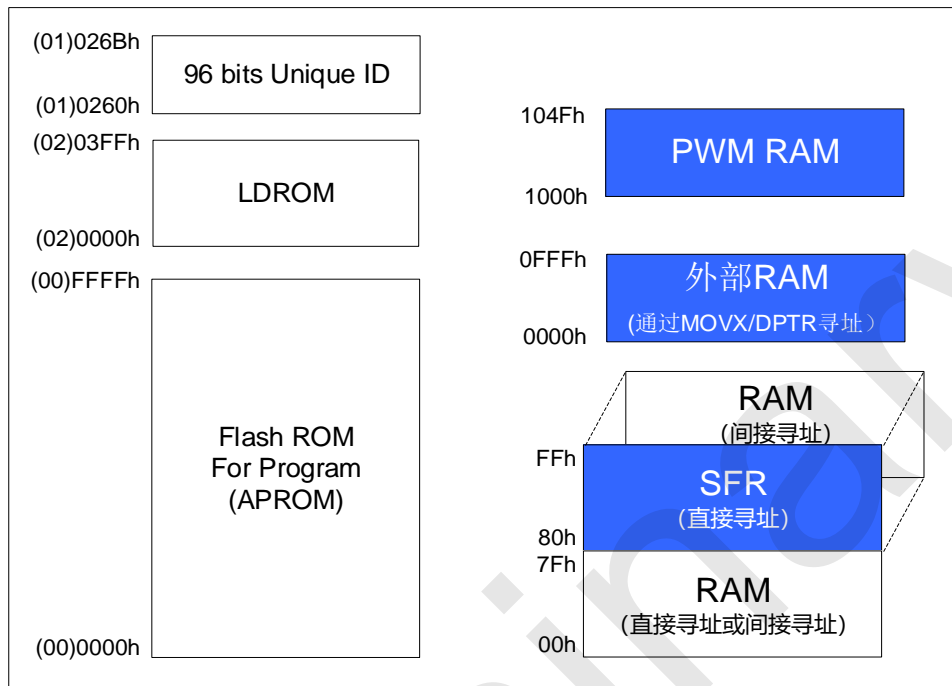 (01)026Bh
96 bits Unique ID
(01)0260h
(02)03FFh
LDROM
(02)0000h
(00)FFFFh
Flash ROM
For Program
(APROM)
(00)0000h
104Fh
PWM RAM
1000h
0FFFh
外部RAM
(通过MOVX/DPTR寻址）
0000h
RAM
(间接寻址)
FFh
SFR
(直接寻址)
80h
7Fh
RAM
(直接寻址或间接寻址)
00h